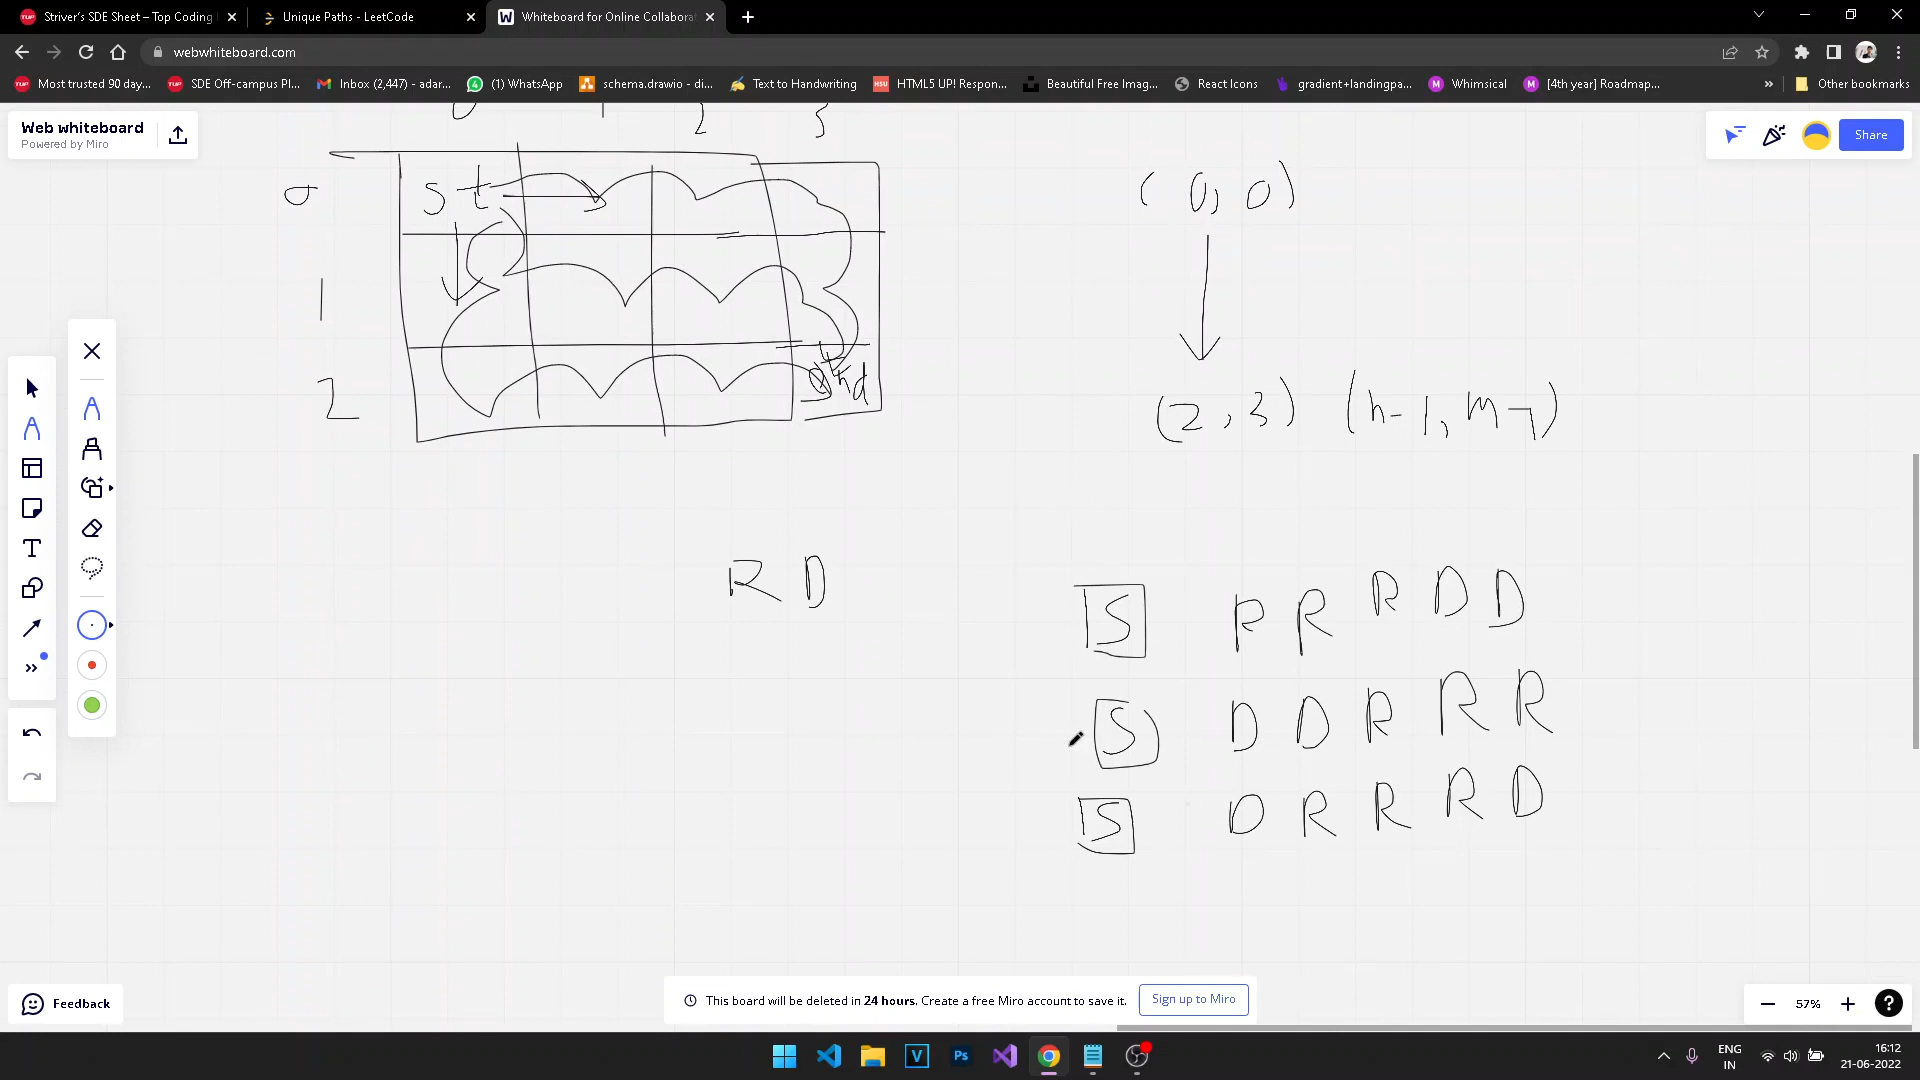 Striver's SDE Sheet – Top Coding
Unique Paths - LeetCode
Whiteboard for Online Collabora
webwhiteboard.com
Most trusted 90 day...
SDE Off-campus Pl...
Inbox (2,447) - adar...
(1) WhatsApp
schema.drawio - di...
Text to Handwriting
HTML5 UP! Respon...
Beautiful Free Imag...
React Icons
gradient+landingpa...
Whimsical
[4th year] Roadmap...
Other bookmarks
Web whiteboard
Powered by Miro
Share
0 1 2 3
0 st (0, 0)
1
2 end (2, 3) (n-1, m-1)
R D
S R R R D D
S D D R R R
S D R R R D
This board will be deleted in 24 hours. Create a free Miro account to save it.
Sign up to Miro
Feedback
57%
ENG
IN
16:12
21-06-2022